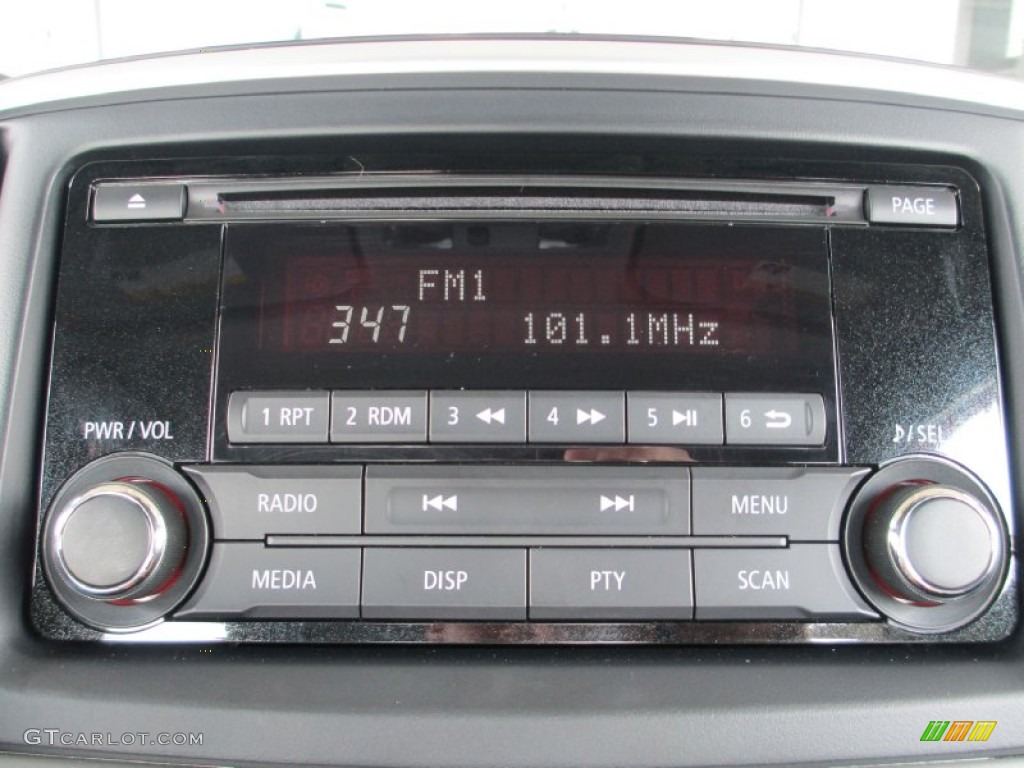 PAGE
FM1
347 101.1MHz
1 RPT 2 RDM 3 4 5 6
PWR / VOL
♪/SEL
RADIO MENU
MEDIA DISP PTY SCAN
GTCARLOT.COM